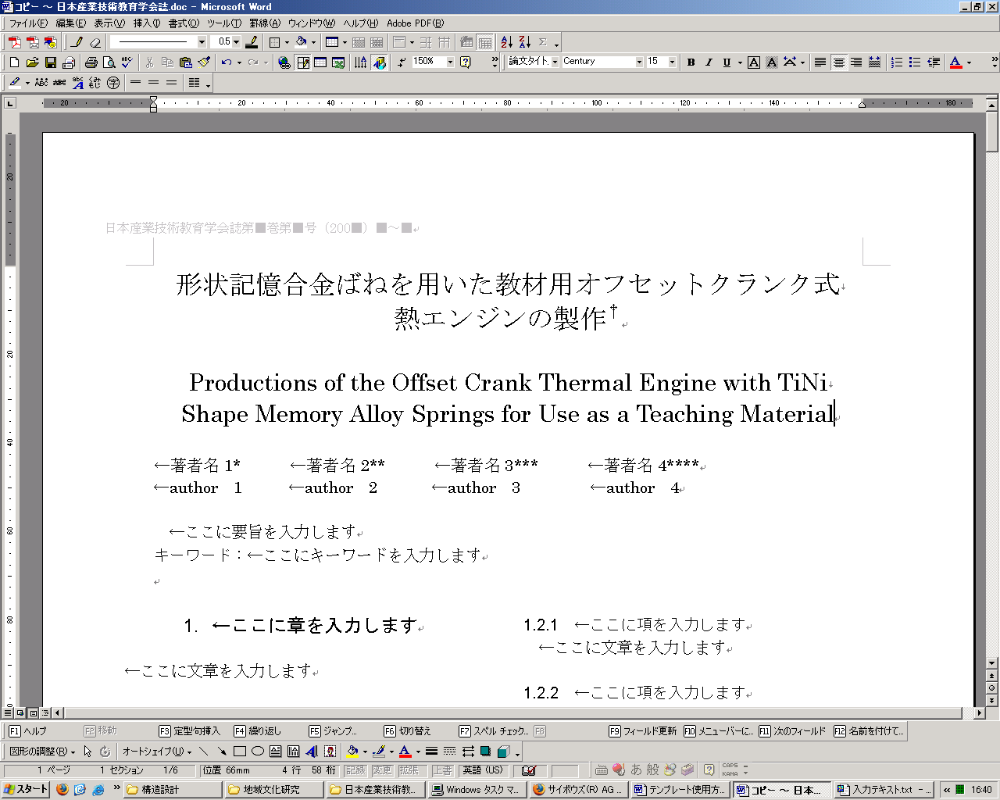 コピー ～ 日本産業技術教育学会誌.doc - Microsoft Word
ファイル(F) 編集(E) 表示(V) 挿入(I) 書式(O) ツール(T) 罫線(A) ウィンドウ(W) ヘルプ(H) Adobe PDF(B)
0.5
150% 論文タイトル Century 15 B I U A A A
20 20 40 60 80 100 120 140 180
日本産業技術教育学会誌第■巻第■号（200■）■～■
形状記憶合金ばねを用いた教材用オフセットクランク式
熱エンジンの製作†
Productions of the Offset Crank Thermal Engine with TiNi
Shape Memory Alloy Springs for Use as a Teaching Material
←著者名 1* ←著者名 2** ←著者名 3*** ←著者名 4****
←author 1 ←author 2 ←author 3 ←author 4
←ここに要旨を入力します
キーワード：←ここにキーワードを入力します
1. ←ここに章を入力します
←ここに文章を入力します
1.2.1 ←ここに項を入力します
←ここに文章を入力します
1.2.2 ←ここに項を入力します
20
20
40
60
80
F1 ヘルプ F2 移動 F3 定型句挿入 F4 繰り返し F5 ジャンプ... F6 切り替え F7 スペル チェック... F8 F9 フィールド更新 F10 メニューバーに... F11 次のフィールド F12 名前を付けて...
図形の調整(R) オートシェイプ(U)
1 ページ 1 セクション 1/6 位置 66mm 4 行 58 桁 記録 変更 拡張 上書 英語 (US) あ 般 CAPS KANA
スタート 構造設計 地域文化研究 日本産業技術教... Windows タスク マ... サイボウズ(R) AG ... テンプレート使用方... コピー ～ 日本... 入力テキスト.txt - ... 16:40